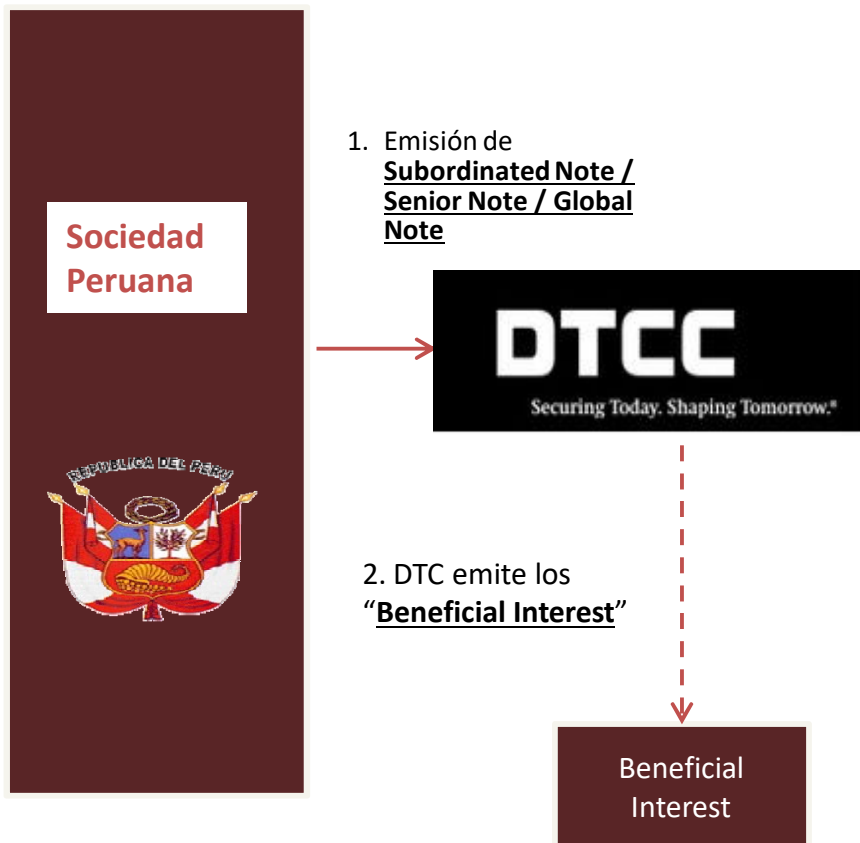 1. Emisión de
Subordinated Note /
Senior Note / Global
Note
Sociedad
Peruana
DTCC
Securing Today. Shaping Tomorrow.®
REPUBLICA DEL PERU
2. DTC emite los
“Beneficial Interest”
Beneficial
Interest